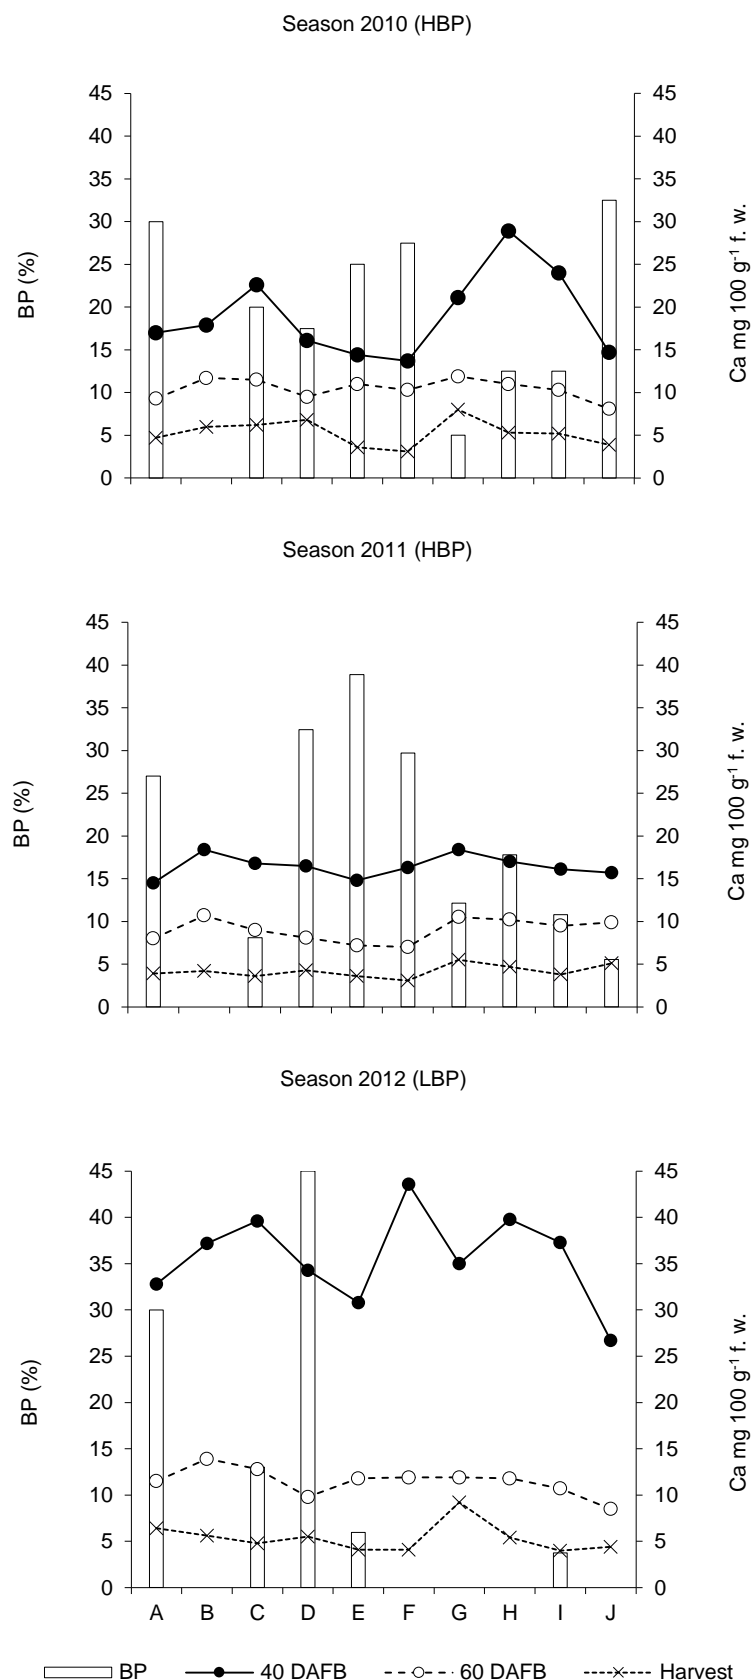 Season 2010 (HBP)
45 45
40 40
35 35
30 30
25 25
20 20
15 15
10 10
5 5
0 0
BP (%)
Ca mg 100 g⁻¹ f. w.
Season 2011 (HBP)
45 45
40 40
35 35
30 30
25 25
20 20
15 15
10 10
5 5
0 0
BP (%)
Ca mg 100 g⁻¹ f. w.
Season 2012 (LBP)
45 45
40 40
35 35
30 30
25 25
20 20
15 15
10 10
5 5
0 0
BP (%)
Ca mg 100 g⁻¹ f. w.
A B C D E F G H I J
BP 40 DAFB 60 DAFB Harvest